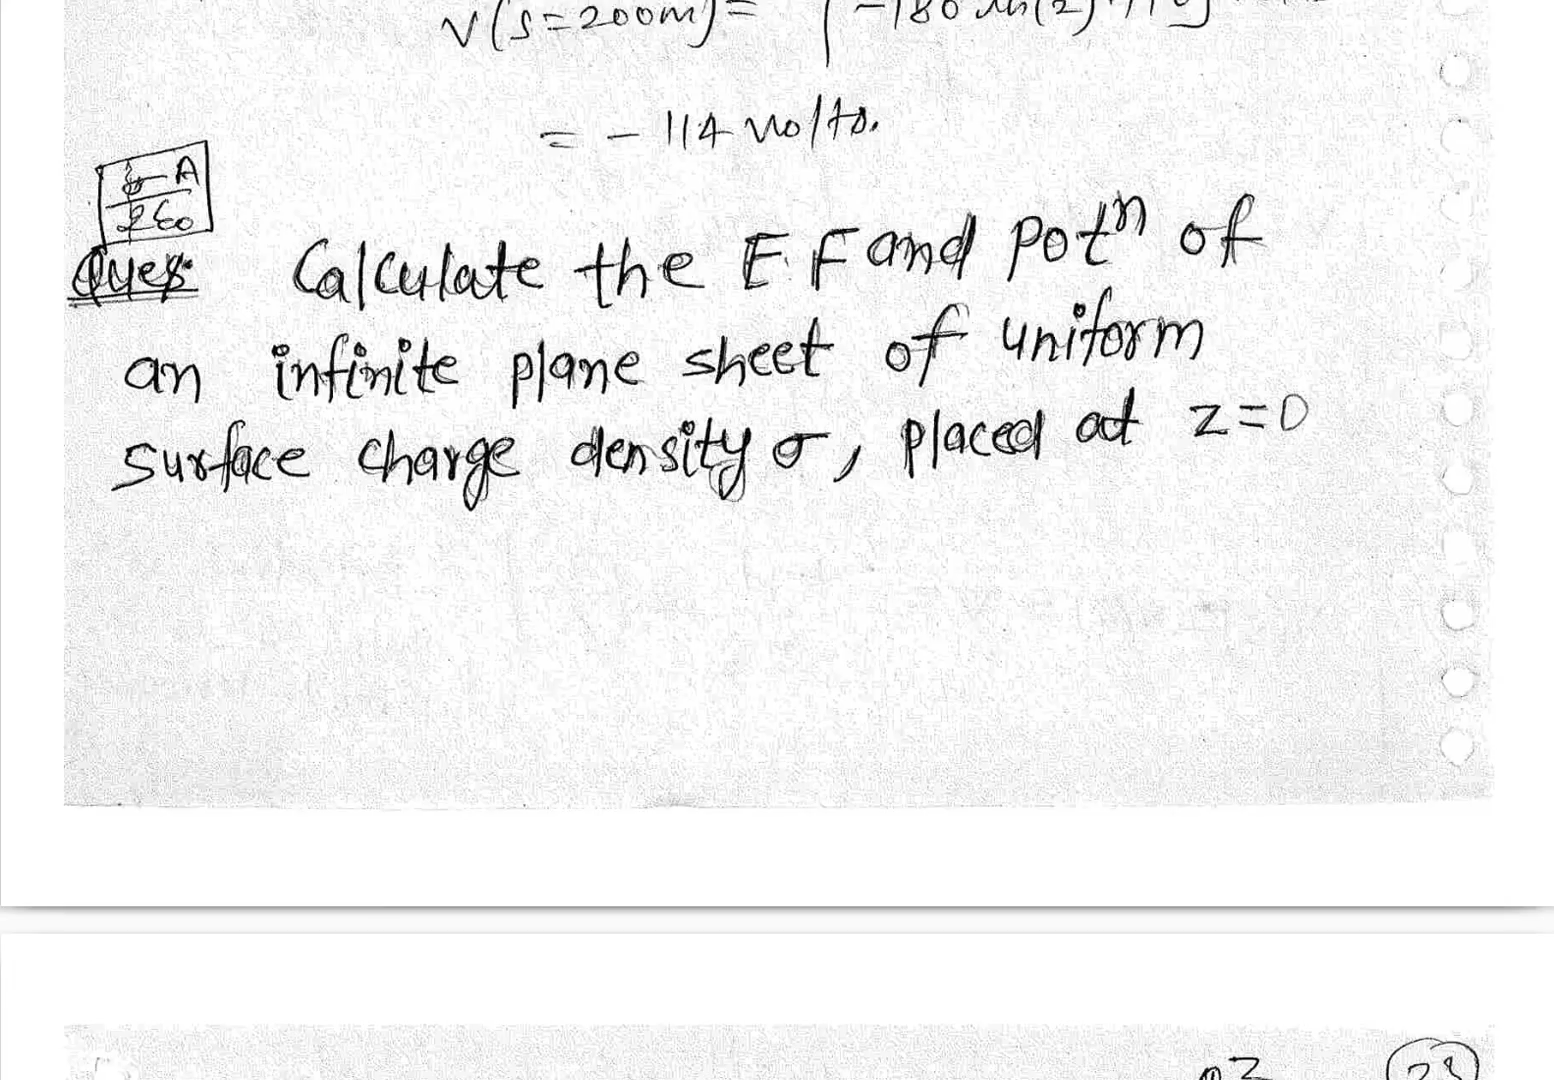 V(S=200m) =
= - 114 Volts.
A
2ε₀
Ques. Calculate the E.F and Potⁿ of
an infinite plane sheet of uniform
surface charge density σ, placed at z=0